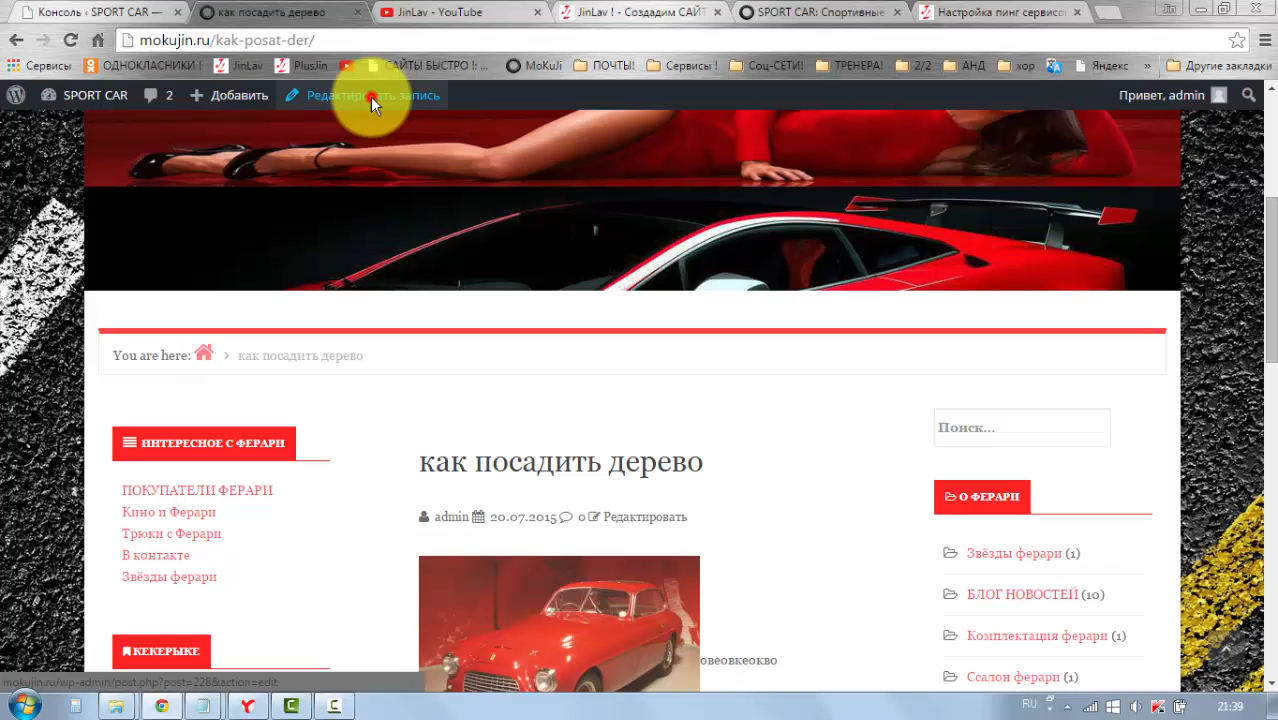 Консоль ‹ SPORT CAR —
как посадить дерево
JinLav - YouTube
JinLav ! - Создадим САЙТ
SPORT CAR: Спортивные
Настройка пинг сервисов
mokujin.ru/kak-posat-der/
Сервисы
ОДНОКЛАСНИКИ !
JinLav
PlusJin
САЙТЫ БЫСТРО !: ...
MoKuJi
ПОЧТЫ!
Сервисы !
Соц-СЕТИ!
ТРЕНЕРА!
2/2
АНД
хор
Яндекс
»
Другие закладки
SPORT CAR
2
Добавить
Редактировать запись
Привет, admin
You are here: > как посадить дерево
ИНТЕРЕСНОЕ С ФЕРАРИ
ПОКУПАТЕЛИ ФЕРАРИ
Кино и Ферари
Трюки с Ферари
В контакте
Звёзды ферари
КЕКЕРЫКЕ
как посадить дерево
admin 20.07.2015 0 Редактировать
овеовкеокво
Поиск...
О ФЕРАРИ
Звёзды ферари (1)
БЛОГ НОВОСТЕЙ (10)
Комплектация ферари (1)
Ссалон ферари (1)
mokujin.ru/wp-admin/post.php?post=228&action=edit
RU
21:39